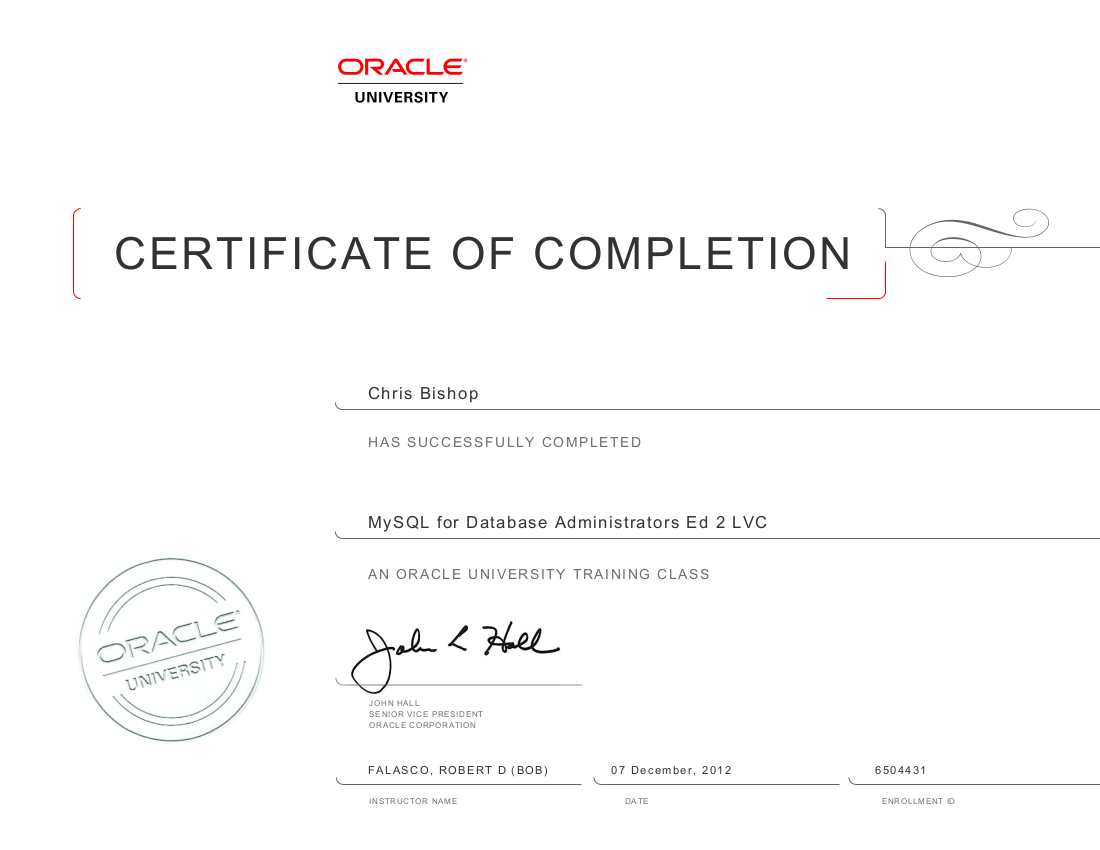 ORACLE®
UNIVERSITY
CERTIFICATE OF COMPLETION
Chris Bishop
HAS SUCCESSFULLY COMPLETED
MySQL for Database Administrators Ed 2 LVC
AN ORACLE UNIVERSITY TRAINING CLASS
ORACLE®
UNIVERSITY
John L Hall
JOHN HALL
SENIOR VICE PRESIDENT
ORACLE CORPORATION
FALASCO, ROBERT D (BOB) 07 December, 2012 6504431
INSTRUCTOR NAME DATE ENROLLMENT ID